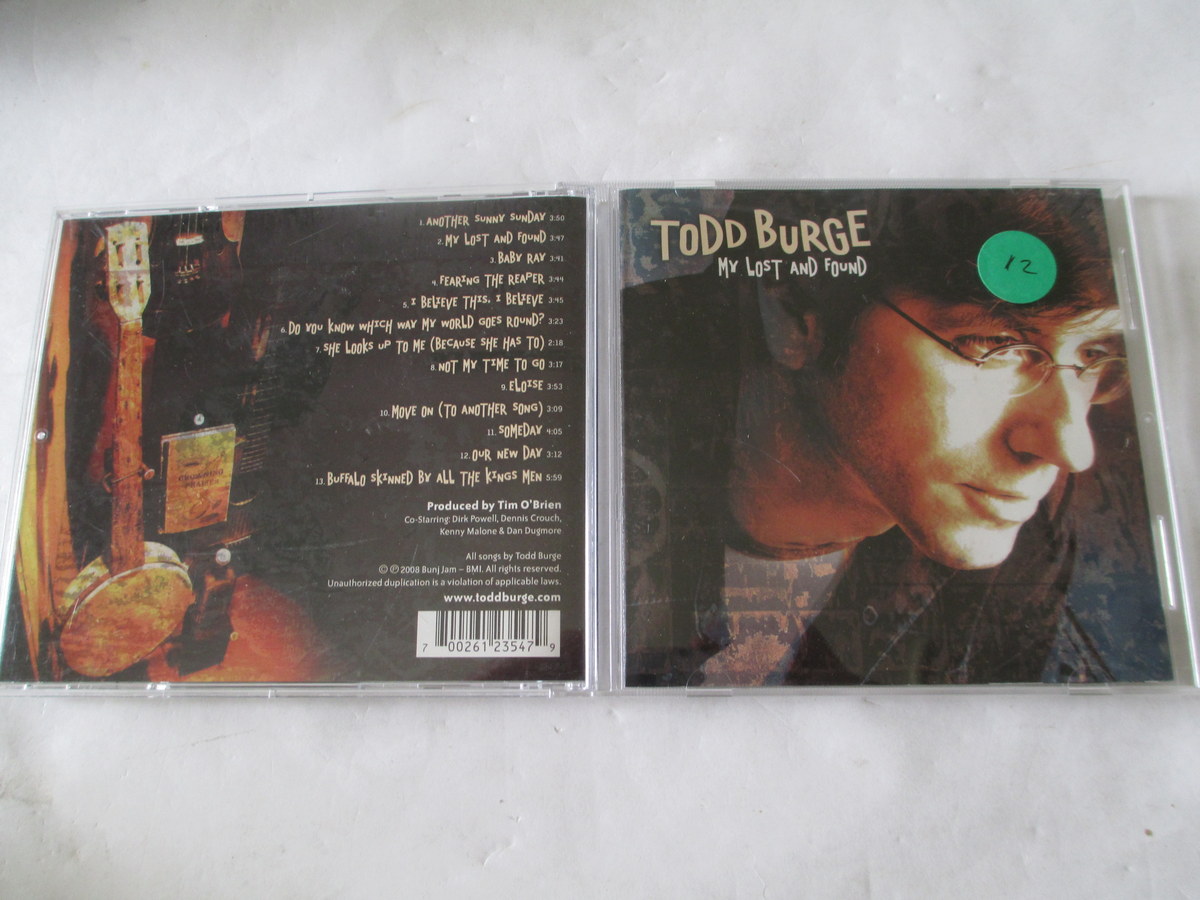 1. ANOTHER SUNNY SUNDAY 3:50
2. MY LOST AND FOUND 3:47
3. BABY RAY 3:41
4. FEARING THE REAPER 3:44
5. I BELIEVE THIS. I BELIEVE 3:45
6. DO YOU KNOW WHICH WAY MY WORLD GOES ROUND? 3:23
7. SHE LOOKS UP TO ME (BECAUSE SHE HAS TO) 2:18
8. NOT MY TIME TO GO 3:17
9. ELOISE 3:53
10. MOVE ON (TO ANOTHER SONG) 3:09
11. SOMEDAY 4:05
12. OUR NEW DAY 3:12
13. BUFFALO SKINNED BY ALL THE KINGS MEN 5:59
Produced by Tim O'Brien
Co-Starring: Dirk Powell, Dennis Crouch,
Kenny Malone & Dan Dugmore
All songs by Todd Burge
© ℗ 2008 Bunj Jam – BMI. All rights reserved.
Unauthorized duplication is a violation of applicable laws.
www.toddburge.com
7 00261 23547 9
TODD BURGE
MY LOST AND FOUND
12